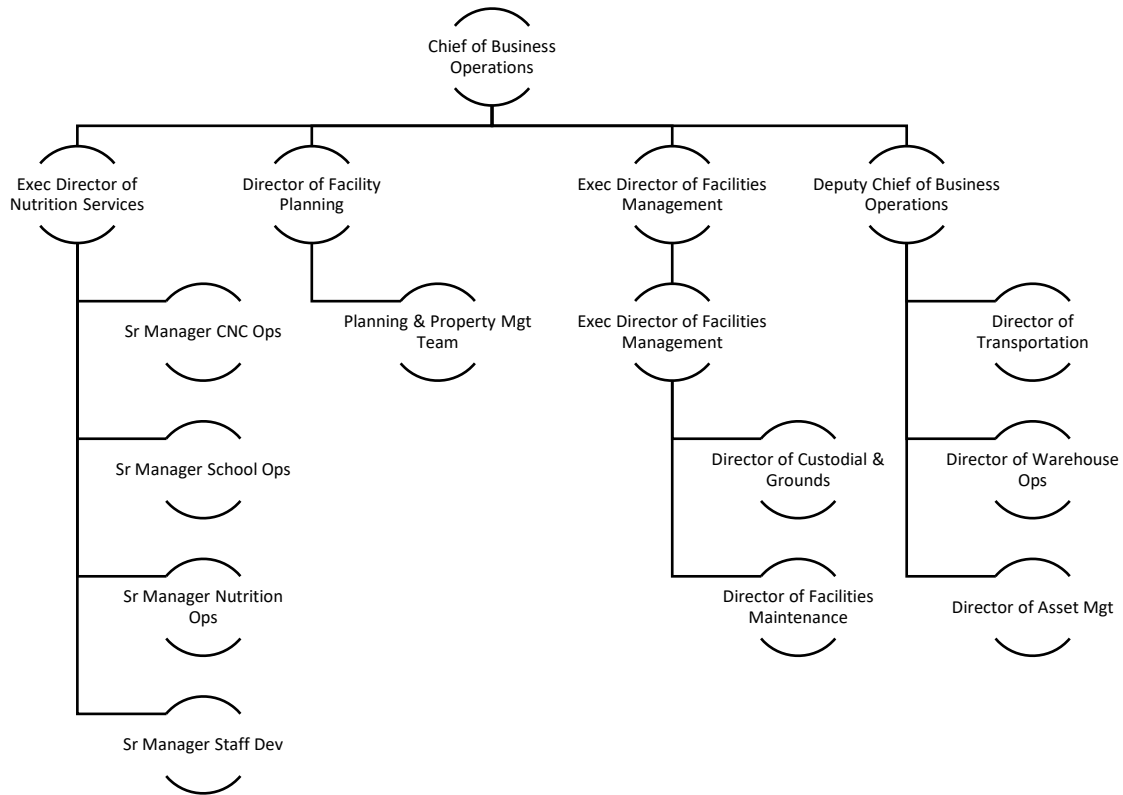 Chief of Business
Operations
Exec Director of
Nutrition Services
Director of Facility
Planning
Exec Director of Facilities
Management
Deputy Chief of Business
Operations
Sr Manager CNC Ops
Planning & Property Mgt
Team
Exec Director of Facilities
Management
Director of
Transportation
Sr Manager School Ops
Director of Custodial &
Grounds
Director of Warehouse
Ops
Sr Manager Nutrition
Ops
Director of Facilities
Maintenance
Director of Asset Mgt
Sr Manager Staff Dev